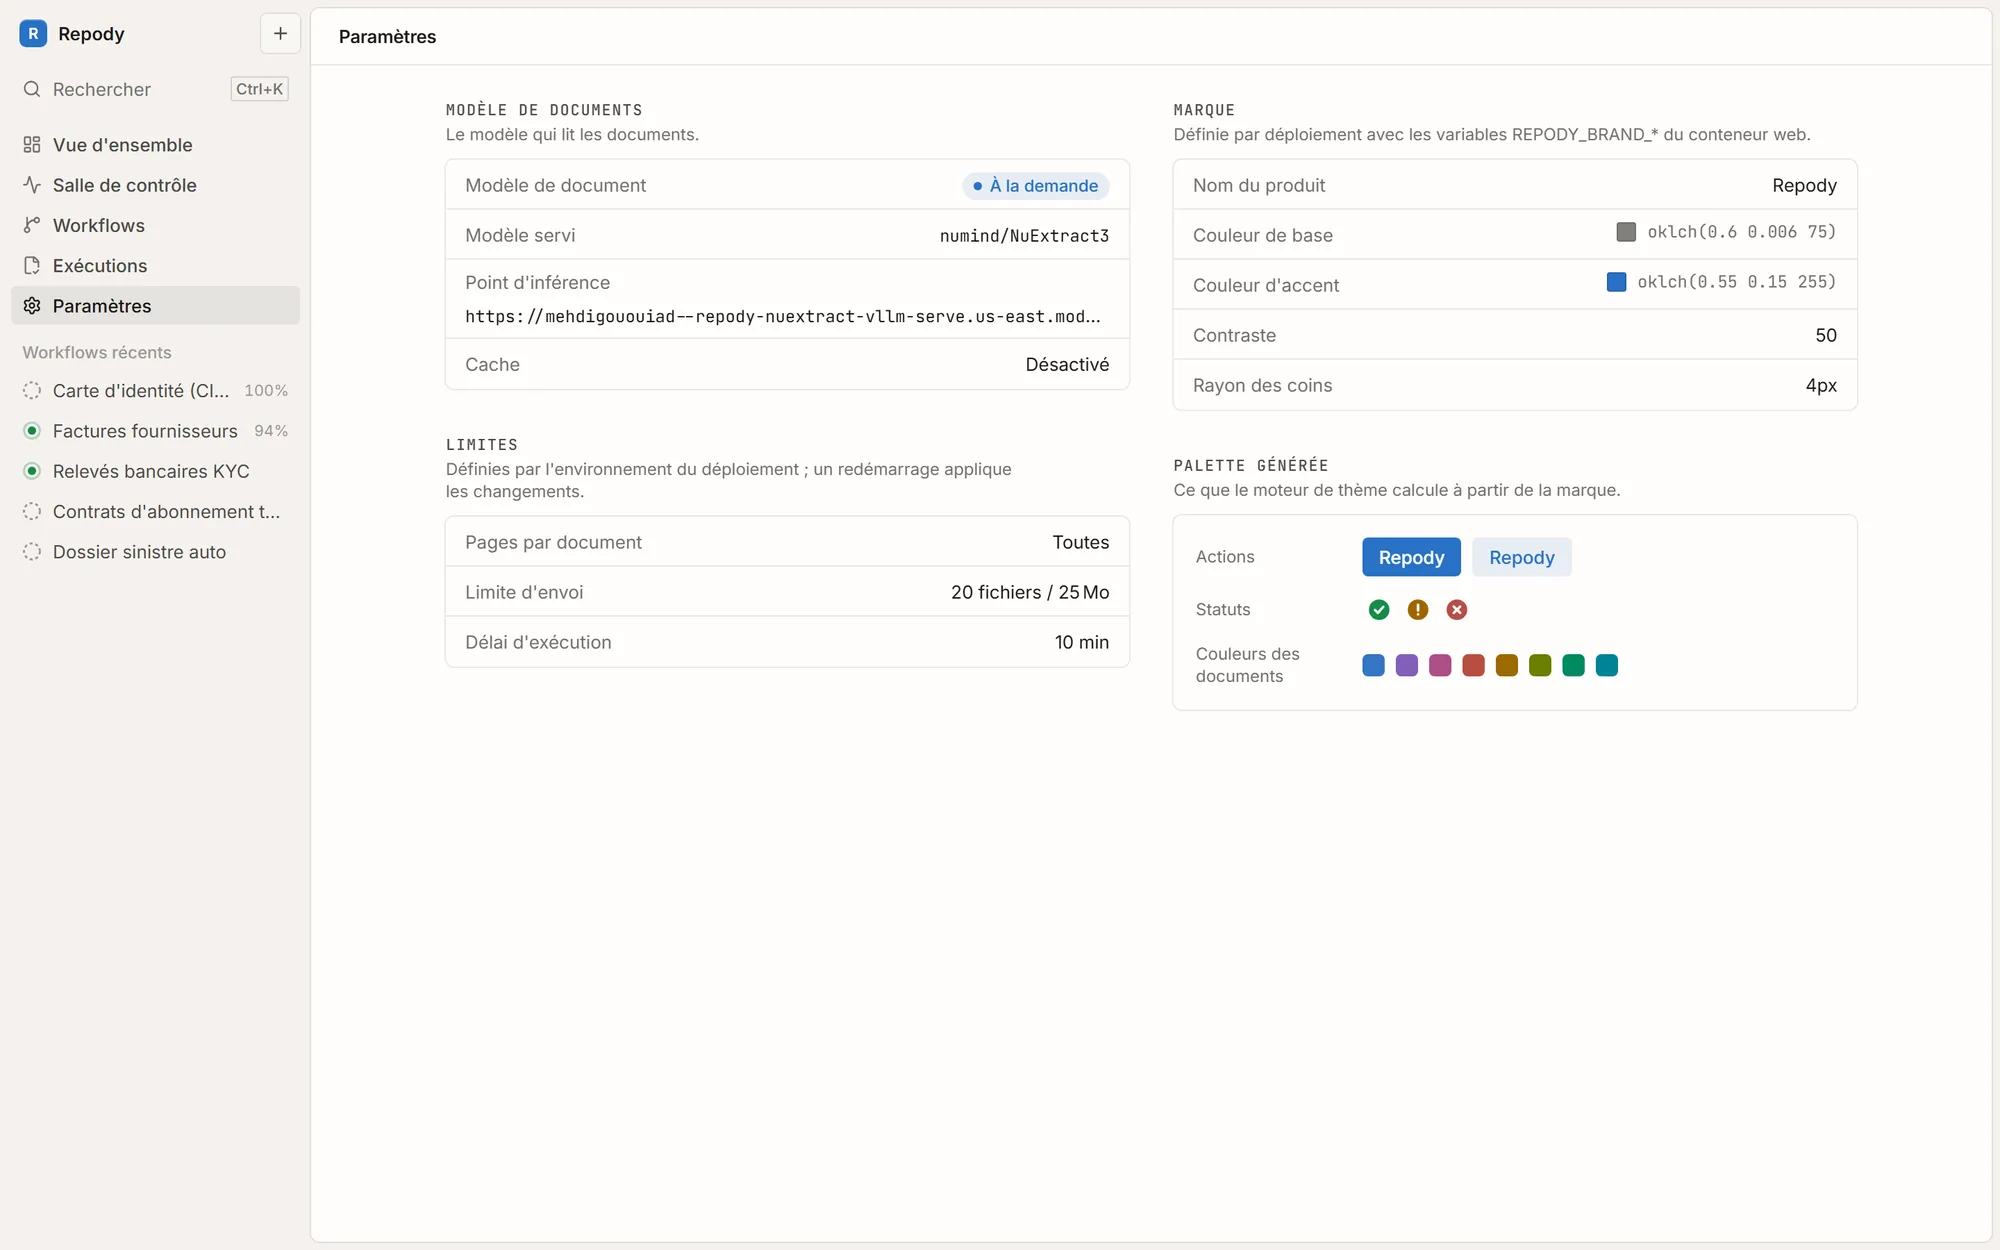 R Repody +
Rechercher Ctrl+K
Vue d'ensemble
Salle de contrôle
Workflows
Exécutions
Paramètres
Workflows récents
Carte d'identité (CI... 100%
Factures fournisseurs 94%
Relevés bancaires KYC
Contrats d'abonnement t...
Dossier sinistre auto
Paramètres
MODÈLE DE DOCUMENTS
Le modèle qui lit les documents.
Modèle de document À la demande
Modèle servi numind/NuExtract3
Point d'inférence
https://mehdigououiad--repody-nuextract-vllm-serve.us-east.mod...
Cache Désactivé
LIMITES
Définies par l'environnement du déploiement ; un redémarrage applique
les changements.
Pages par document Toutes
Limite d'envoi 20 fichiers / 25 Mo
Délai d'exécution 10 min
MARQUE
Définie par déploiement avec les variables REPODY_BRAND_* du conteneur web.
Nom du produit Repody
Couleur de base oklch(0.6 0.006 75)
Couleur d'accent oklch(0.55 0.15 255)
Contraste 50
Rayon des coins 4px
PALETTE GÉNÉRÉE
Ce que le moteur de thème calcule à partir de la marque.
Actions Repody Repody
Statuts
Couleurs des
documents